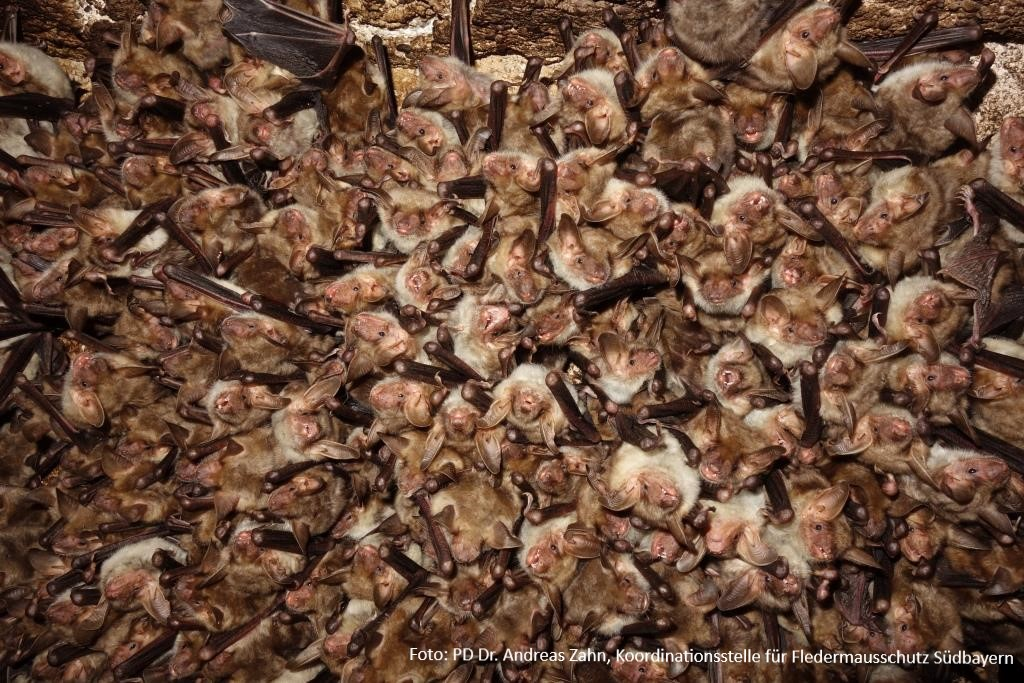 Foto: PD Dr. Andreas Zahn, Koordinationsstelle für Fledermausschutz Südbayern